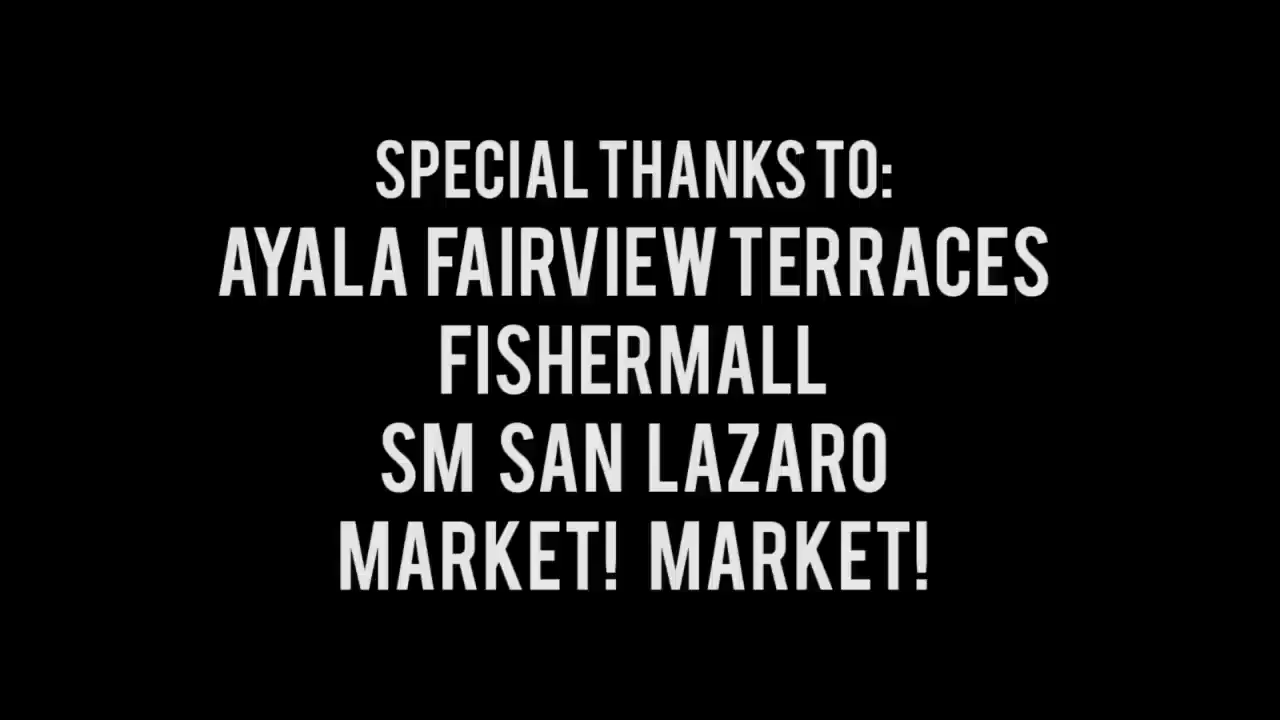 SPECIAL THANKS TO:
AYALA FAIRVIEW TERRACES
FISHERMALL
SM SAN LAZARO
MARKET! MARKET!